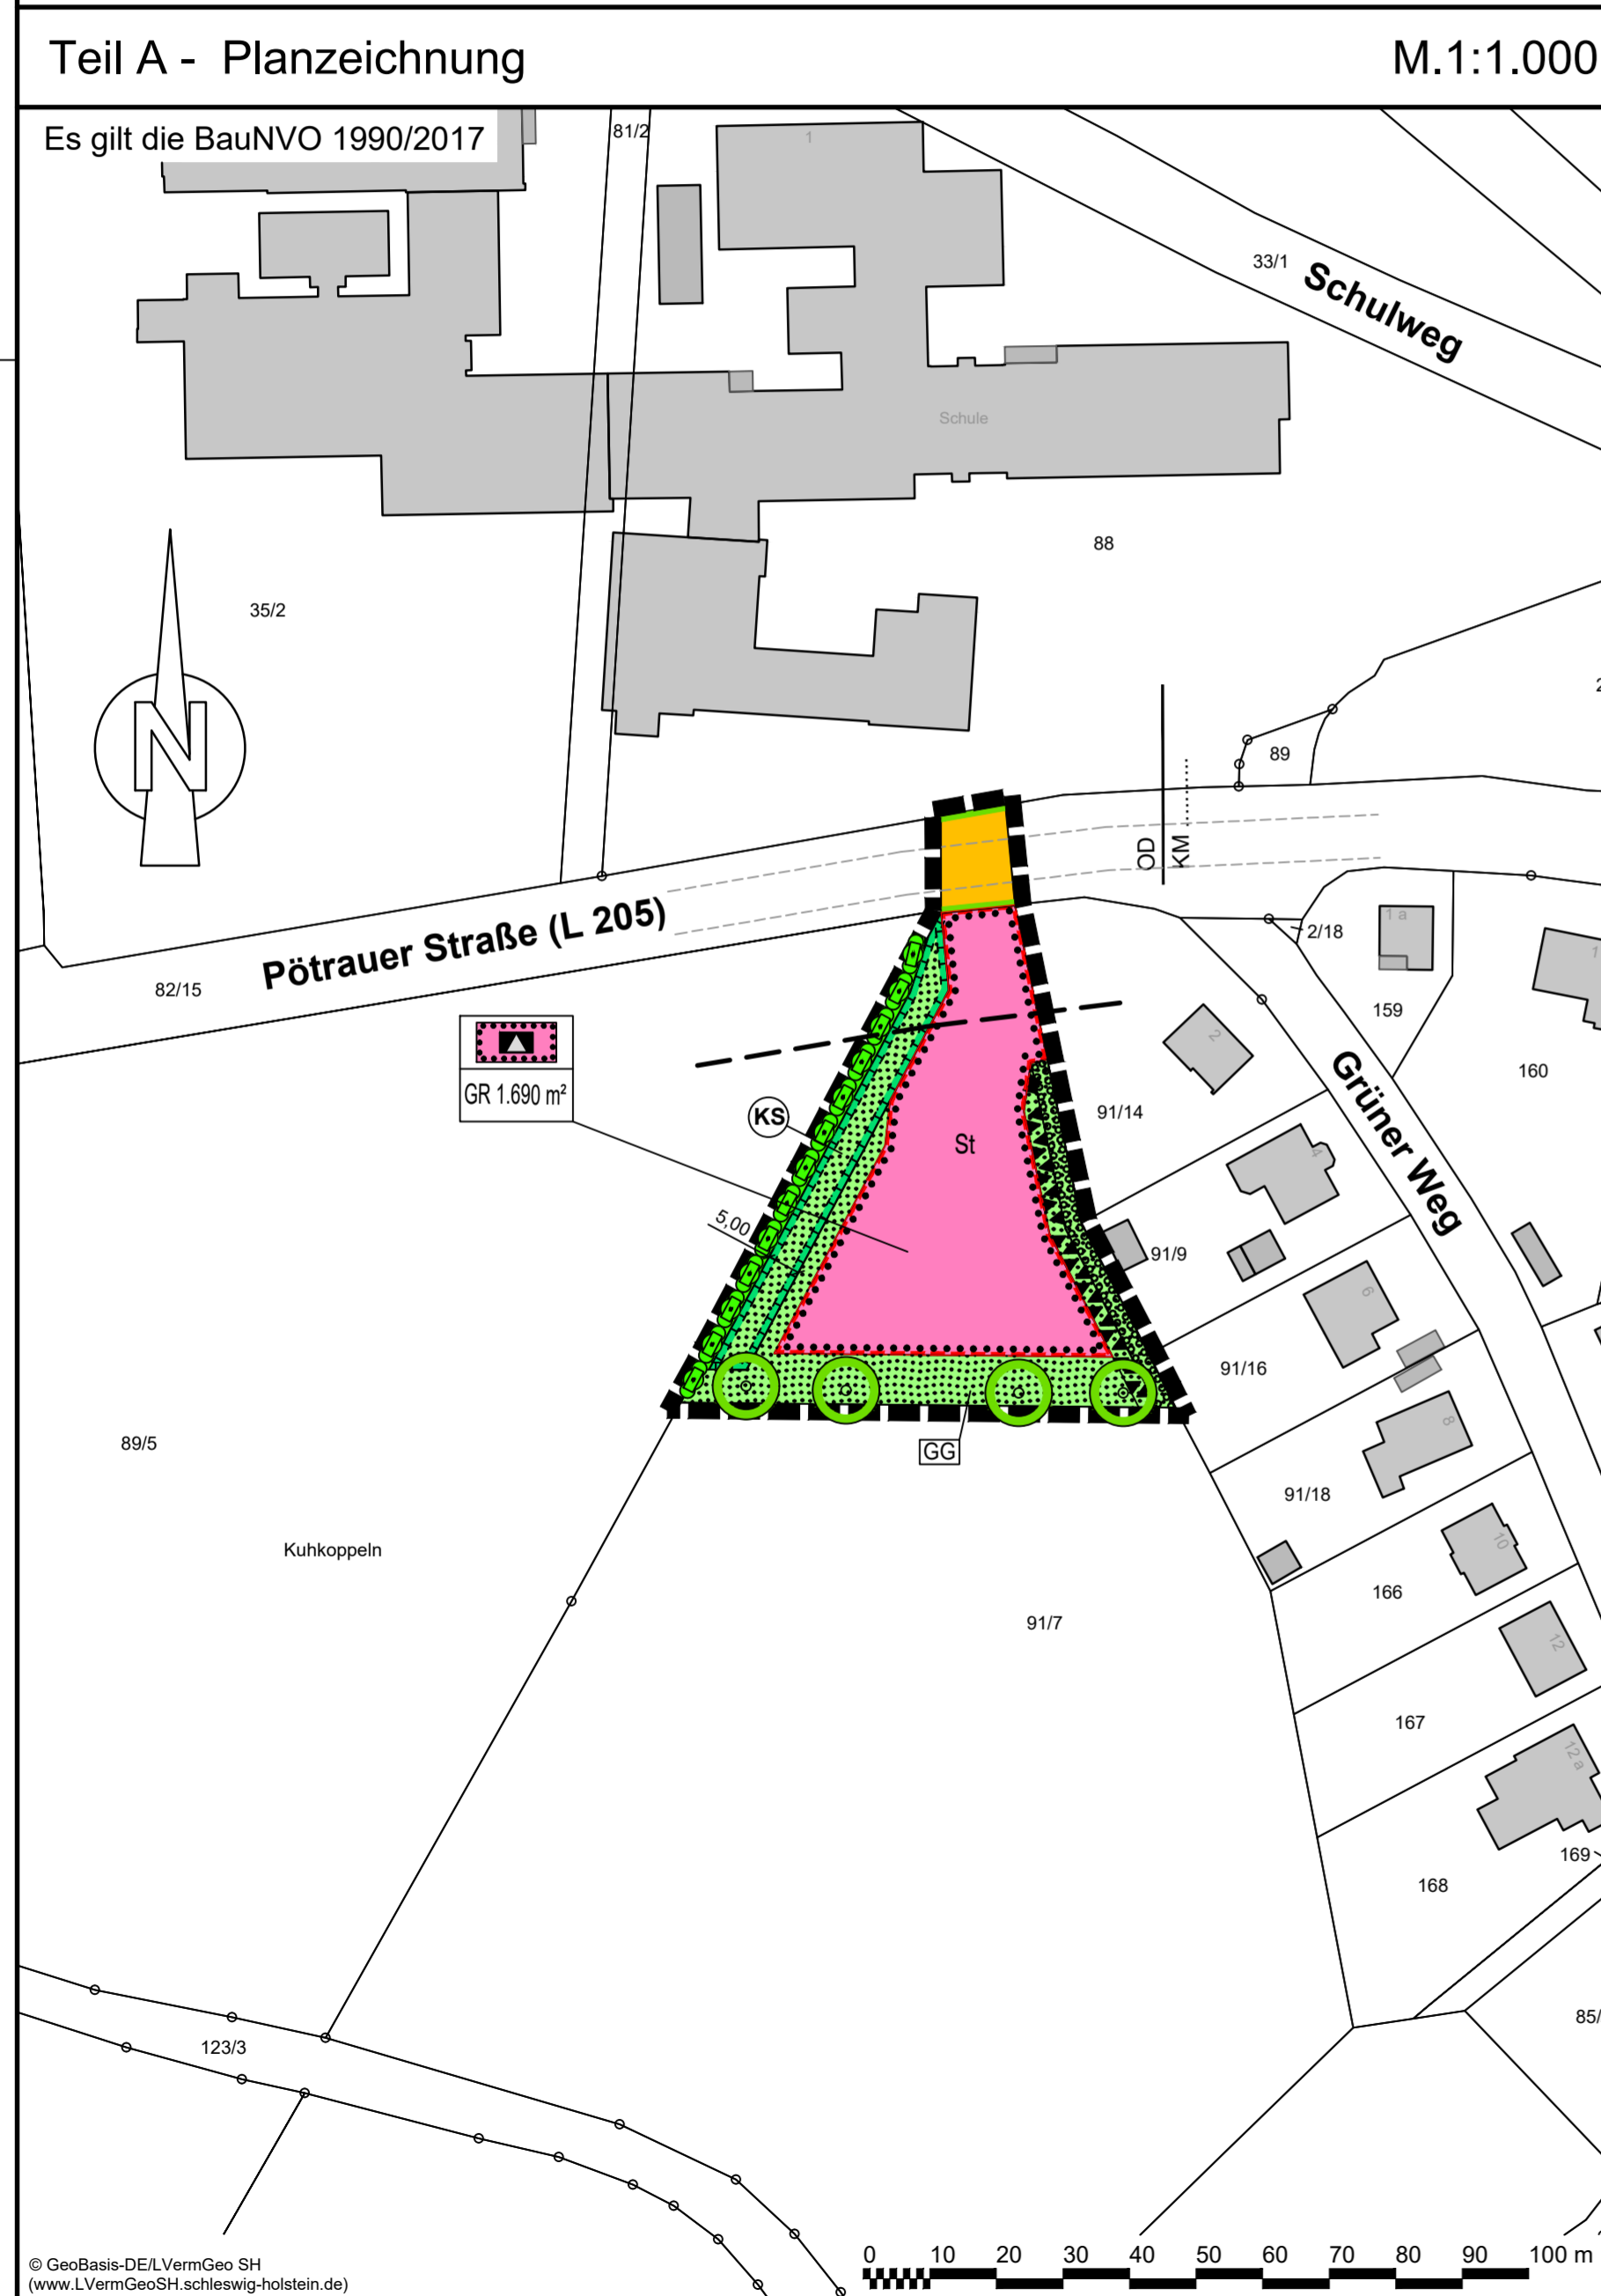 Teil A - Planzeichnung
M.1:1.000
Es gilt die BauNVO 1990/2017
81/2
1
33/1
Schulweg
Schule
88
35/2
N
89
OD
KM
Pötrauer Straße (L 205)
82/15
2/18
1 a
159
1
160
2
Grüner Weg
GR 1.690 m²
KS
St
91/14
4
5,00
91/9
6
91/16
8
GG
89/5
91/18
10
Kuhkoppeln
166
91/7
12
167
12 a
169
168
85/
123/3
© GeoBasis-DE/LVermGeo SH
(www.LVermGeoSH.schleswig-holstein.de)
0 10 20 30 40 50 60 70 80 90 100 m